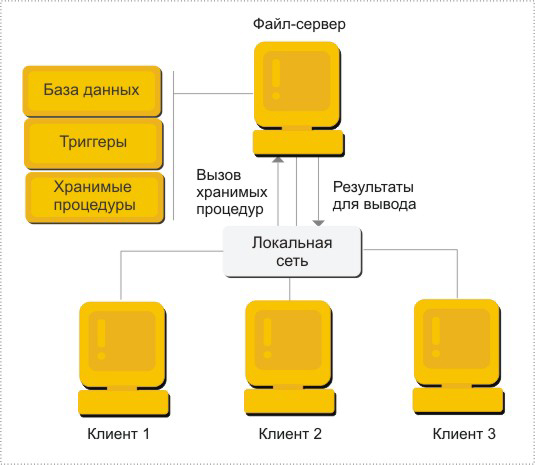 Файл-сервер
База данных
Триггеры
Хранимые
процедуры
Вызов
хранимых
процедур
Результаты
для вывода
Локальная
сеть
Клиент 1
Клиент 2
Клиент 3